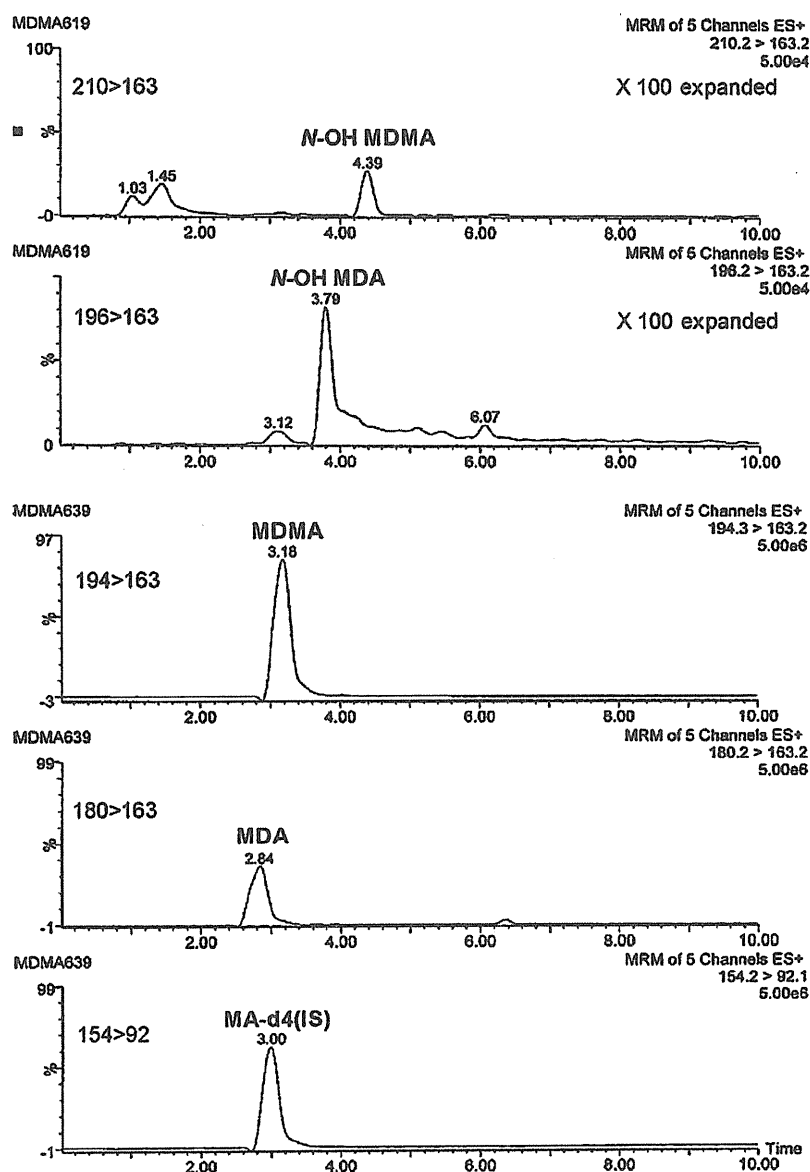 MDMA619
MRM of 5 Channels ES+
210.2 > 163.2
5.00e4
100
210>163
X 100 expanded
N-OH MDMA
%
4.39
1.03
1.45
-0
2.00
4.00
6.00
8.00
10.00
MDMA619
MRM of 5 Channels ES+
196.2 > 163.2
5.00e4
N-OH MDA
3.79
196>163
X 100 expanded
%
3.12
6.07
0
2.00
4.00
6.00
8.00
10.00
MDMA639
MRM of 5 Channels ES+
194.3 > 163.2
5.00e6
97
MDMA
3.18
194>163
%
-3
2.00
4.00
6.00
8.00
10.00
MDMA639
MRM of 5 Channels ES+
180.2 > 163.2
5.00e6
99
180>163
MDA
%
2.84
-1
2.00
4.00
6.00
8.00
10.00
MDMA639
MRM of 5 Channels ES+
154.2 > 92.1
5.00e6
99
154>92
MA-d4(IS)
3.00
%
-1
Time
2.00
4.00
6.00
8.00
10.00